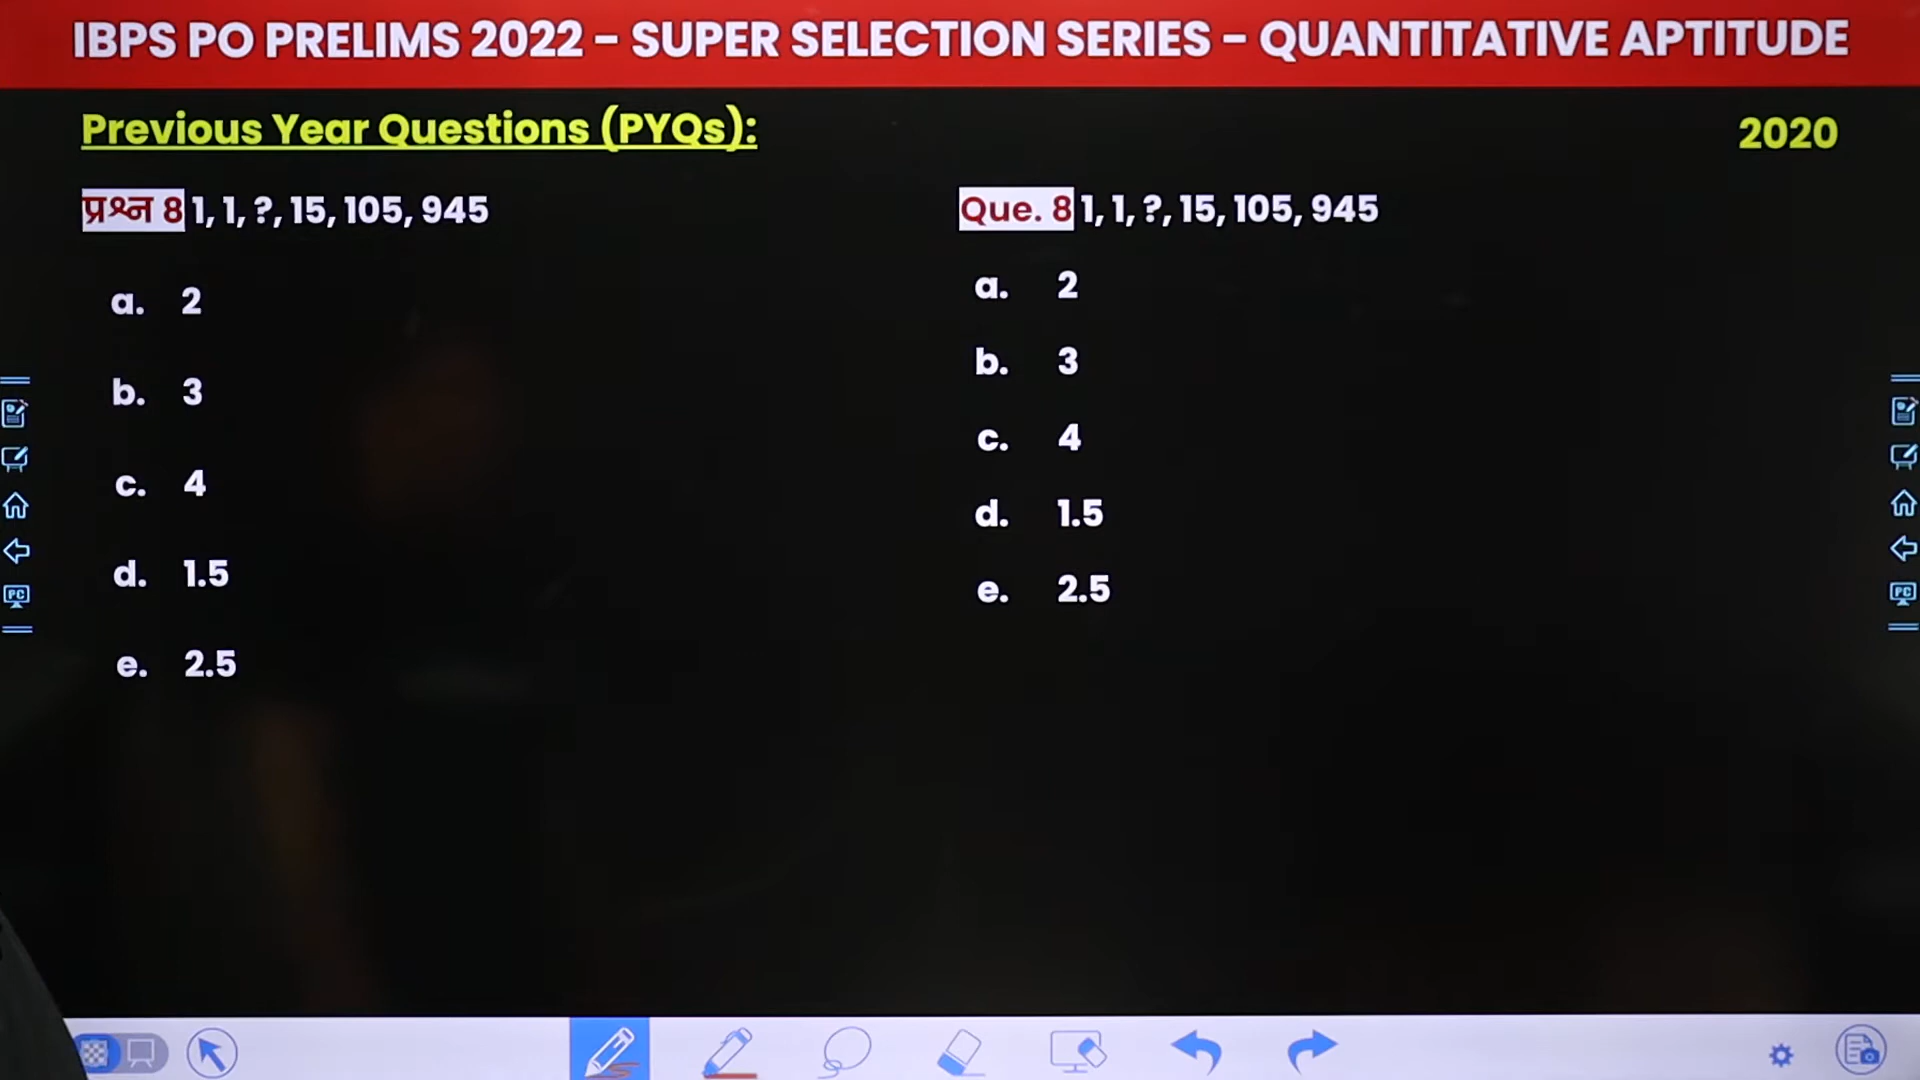 IBPS PO PRELIMS 2022 - SUPER SELECTION SERIES - QUANTITATIVE APTITUDE
Previous Year Questions (PYQs):
2020
प्रश्न 8 1, 1, ?, 15, 105, 945
a. 2
b. 3
c. 4
d. 1.5
e. 2.5
Que. 8 1, 1, ?, 15, 105, 945
a. 2
b. 3
c. 4
d. 1.5
e. 2.5
PC
PC